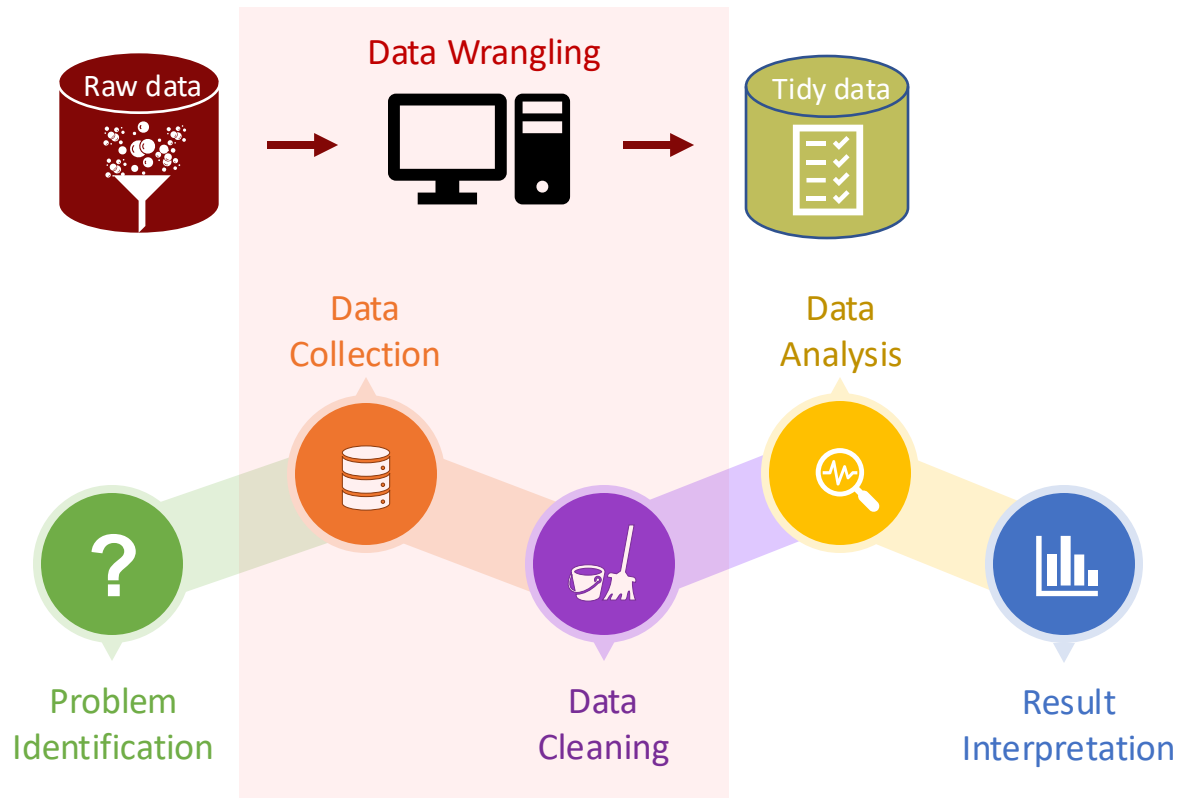 Data Wrangling
Raw data
Tidy data
Data
Collection
Data
Analysis
?
Problem
Identification
Data
Cleaning
Result
Interpretation